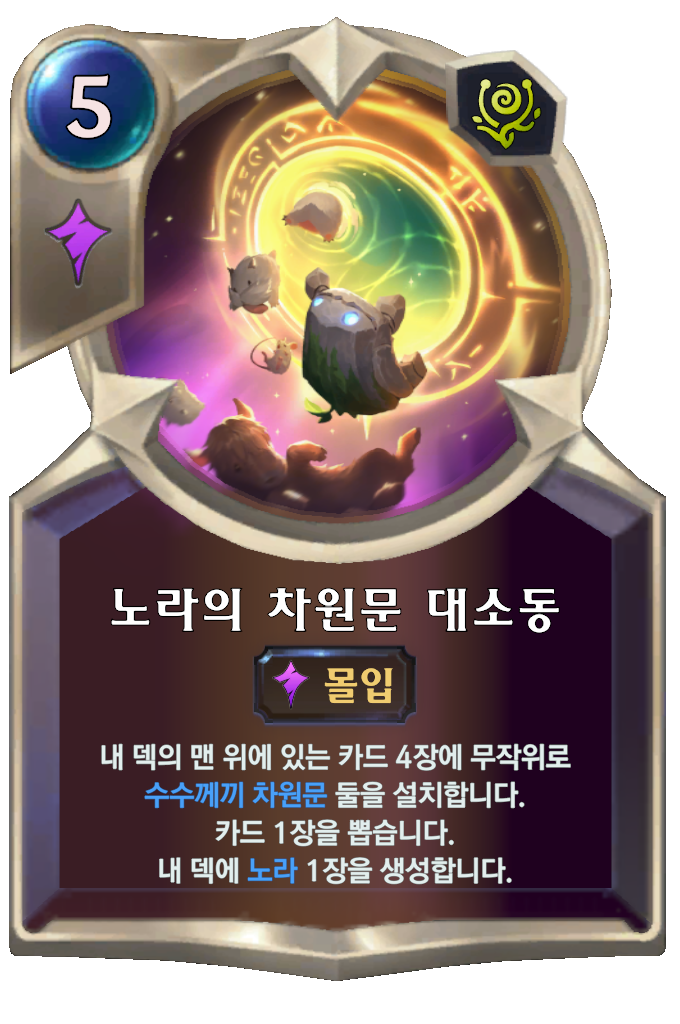 5
노라의 차원문 대소동
몰입
내 덱의 맨 위에 있는 카드 4장에 무작위로
수수께끼 차원문 둘을 설치합니다.
카드 1장을 뽑습니다.
내 덱에 노라 1장을 생성합니다.